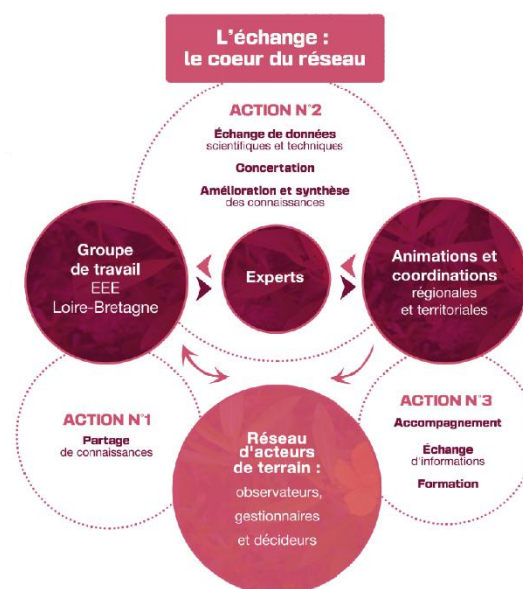 L'échange :
le coeur du réseau
ACTION N°2
Échange de données
scientifiques et techniques
Concertation
Amélioration et synthèse
des connaissances
Groupe
de travail
EEE
Loire-Bretagne
Experts
Animations et
coordinations
régionales
et territoriales
ACTION N°1
Partage
de connaissances
Réseau
d'acteurs
de terrain :
observateurs,
gestionnaires
et décideurs
ACTION N°3
Accompagnement
Échange
d'informations
Formation